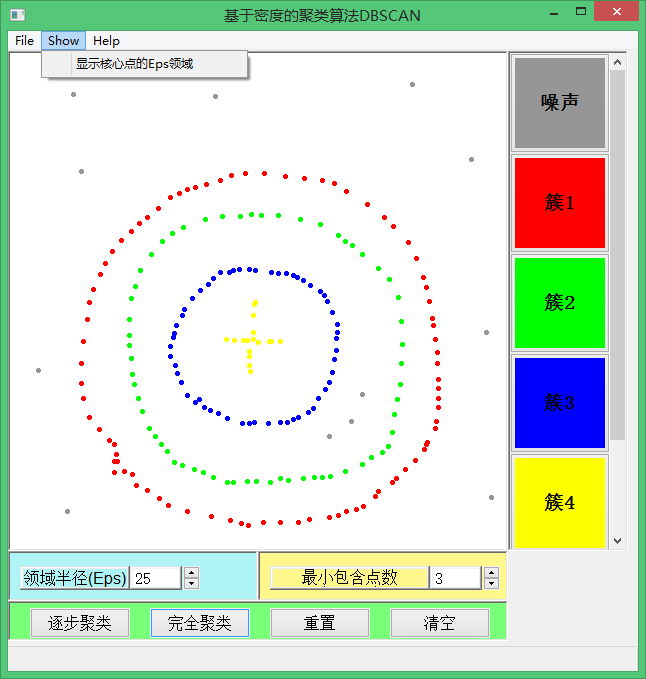 基于密度的聚类算法DBSCAN
File Show Help
显示核心点的Eps领域
噪声
簇1
簇2
簇3
簇4
领域半径(Eps) 25 最小包含点数 3
逐步聚类 完全聚类 重置 清空